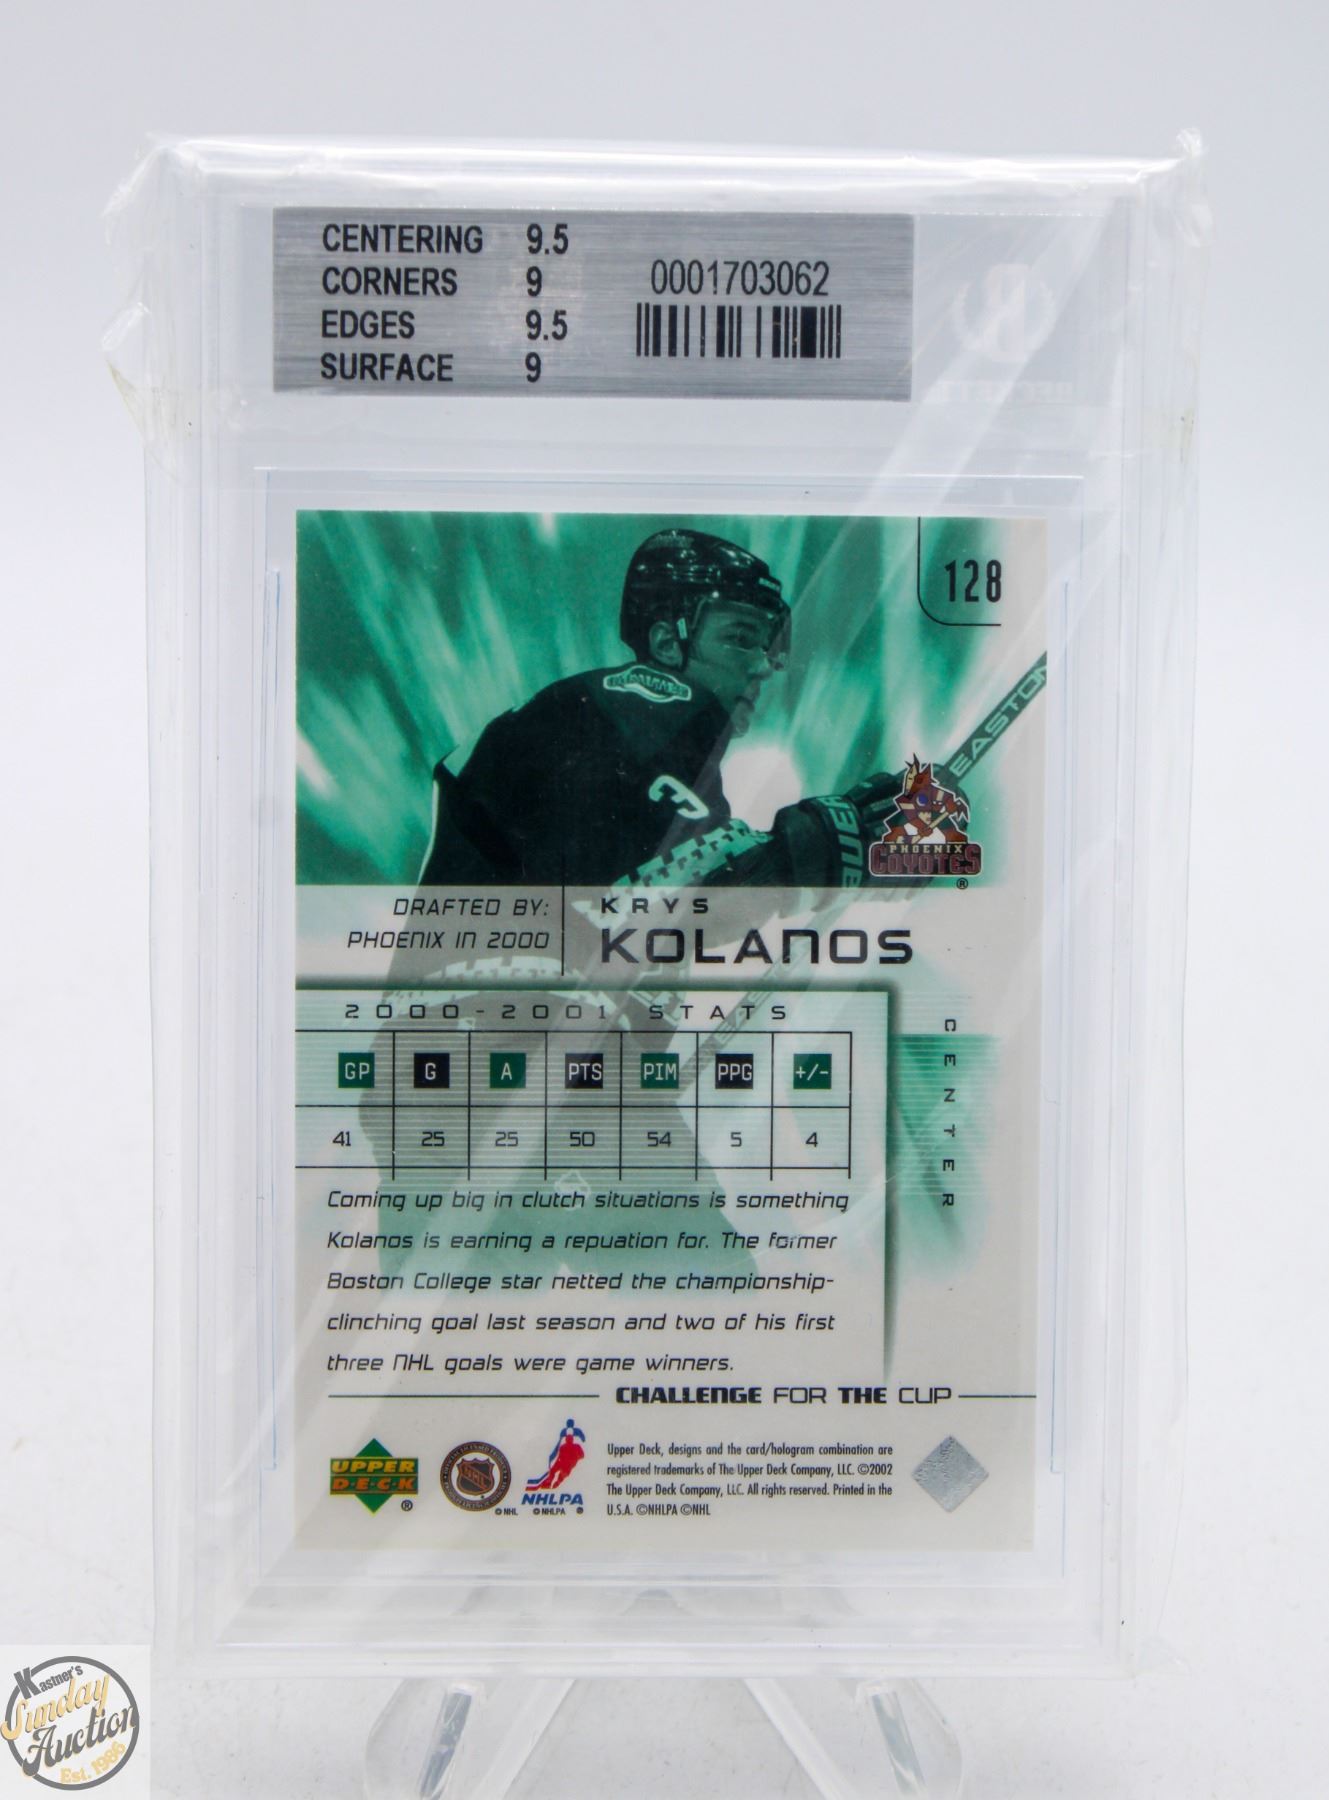 CENTERING 9.5
CORNERS 9
EDGES 9.5
SURFACE 9
0001703062
BECKETT
128
EASTON
BAUER
PHOENIX
COYOTES
®
DRAFTED BY:
PHOENIX IN 2000
KRYS
KOLANOS
2000-2001 STATS
GP G A PTS PIM PPG +/-
41 25 25 50 54 5 4
CENTER
Coming up big in clutch situations is something
Kolanos is earning a repuation for. The former
Boston College star netted the championship-
clinching goal last season and two of his first
three NHL goals were game winners.
CHALLENGE FOR THE CUP
UPPER
D·E·C·K
®
NHL
© NHL
NHLPA
© NHLPA ®
Upper Deck, designs and the card/hologram combination are
registered trademarks of The Upper Deck Company, LLC. ©2002
The Upper Deck Company, LLC. All rights reserved. Printed in the
U.S.A. ©NHLPA ©NHL
Kastner's
Sunday
Auction
Est. 1986